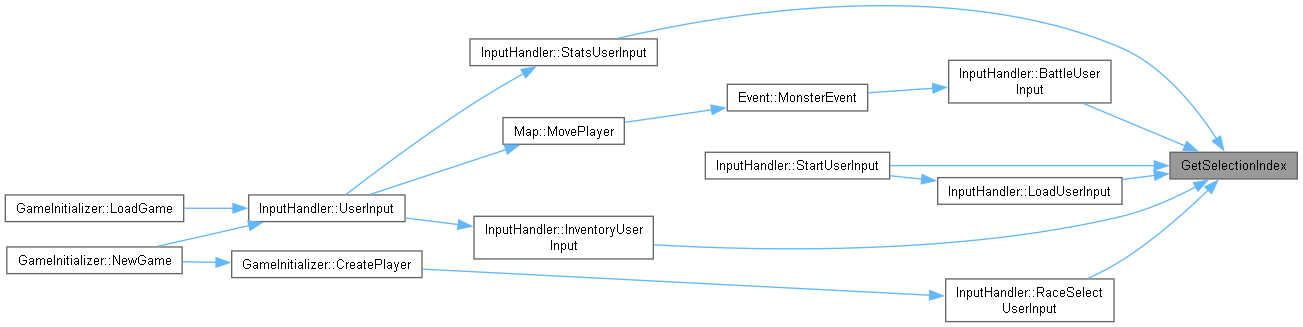 InputHandler::StatsUserInput
InputHandler::BattleUser
Input
Event::MonsterEvent
Map::MovePlayer
InputHandler::StartUserInput
GetSelectionIndex
InputHandler::LoadUserInput
GameInitializer::LoadGame
InputHandler::UserInput
InputHandler::InventoryUser
Input
GameInitializer::NewGame
GameInitializer::CreatePlayer
InputHandler::RaceSelect
UserInput